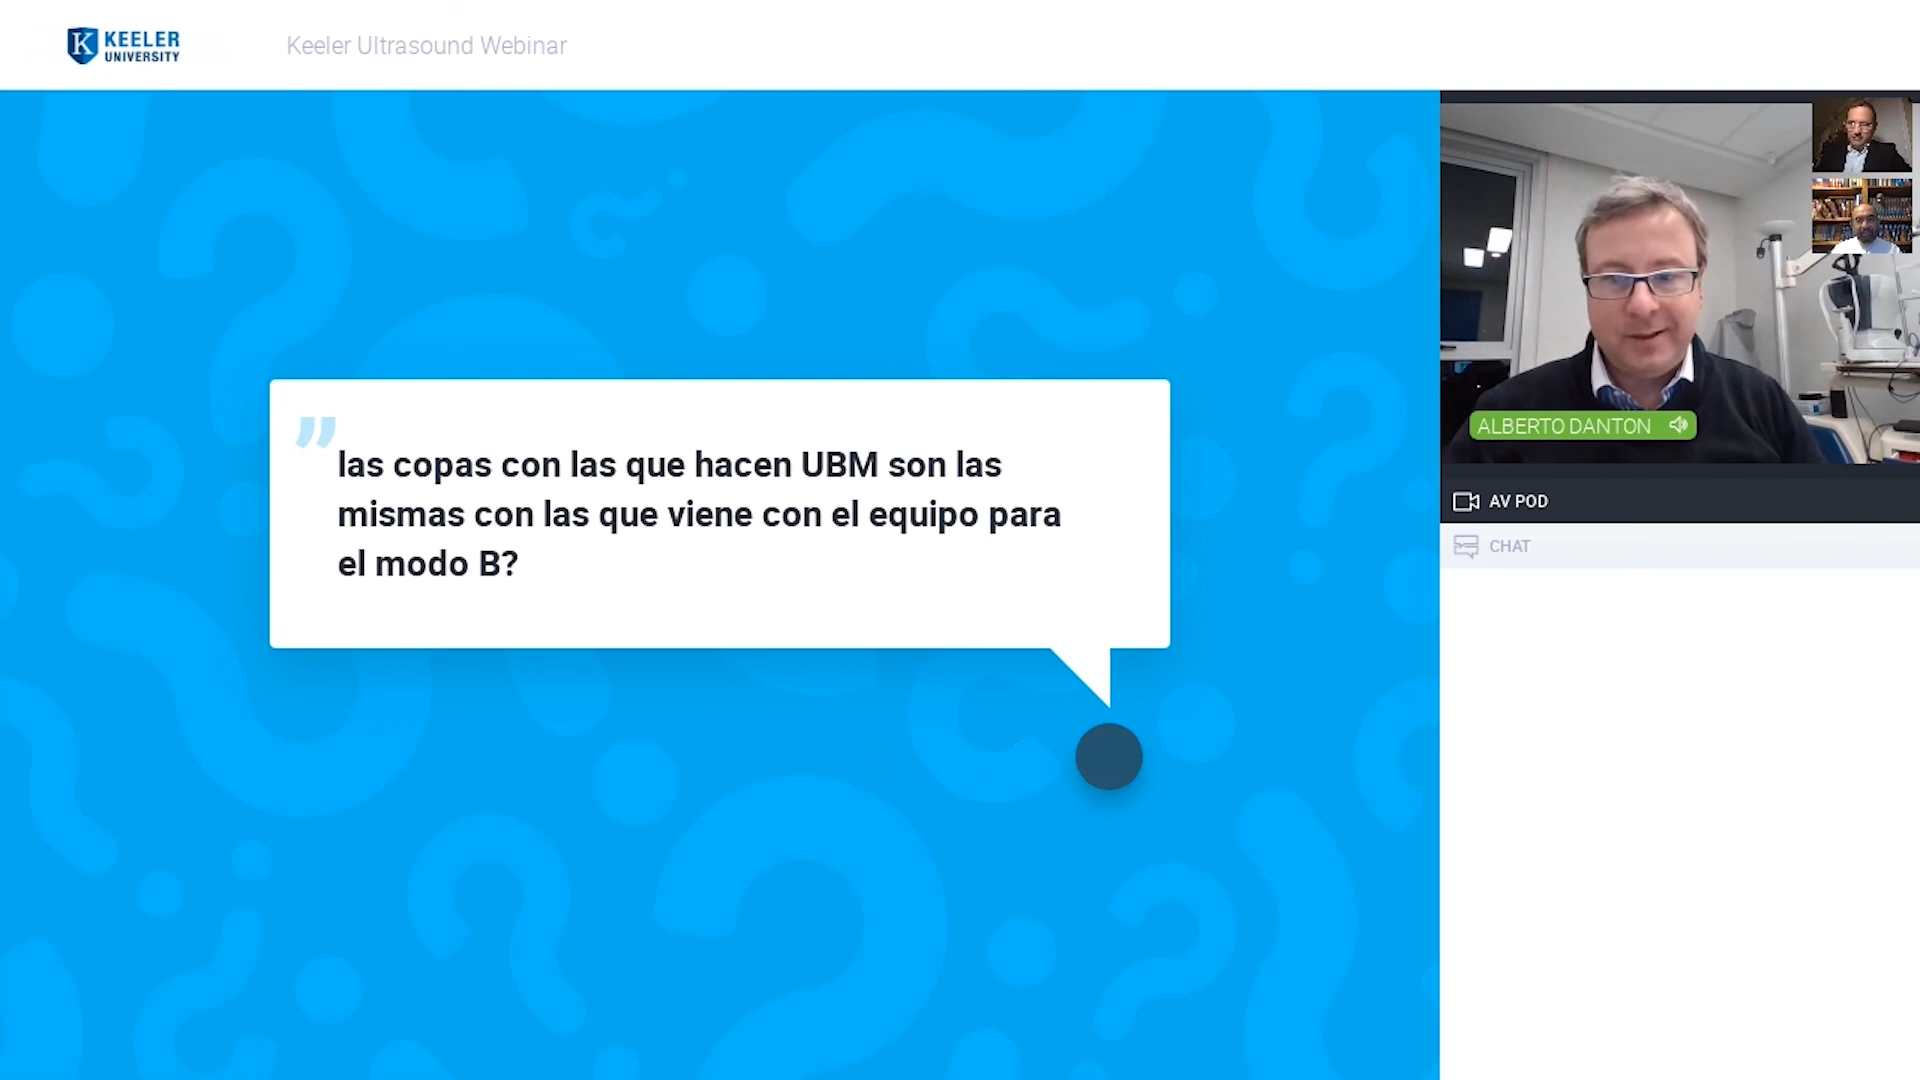 KEELER
UNIVERSITY
Keeler Ultrasound Webinar
las copas con las que hacen UBM son las
mismas con las que viene con el equipo para
el modo B?
ALBERTO DANTON
AV POD
CHAT